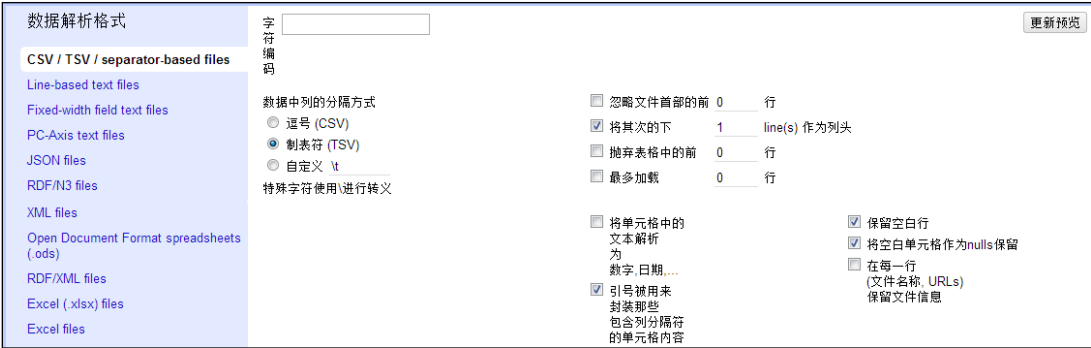 数据解析格式
CSV / TSV / separator-based files
Line-based text files
Fixed-width field text files
PC-Axis text files
JSON files
RDF/N3 files
XML files
Open Document Format spreadsheets
(.ods)
RDF/XML files
Excel (.xlsx) files
Excel files
字
符
编
码
更新预览
数据中列的分隔方式
逗号 (CSV)
制表符 (TSV)
自定义 \t
特殊字符使用\进行转义
忽略文件首部的前 0 行
将其次的下 1 line(s) 作为列头
抛弃表格中的前 0 行
最多加载 0 行
将单元格中的
文本解析
为
数字,日期,...
引号被用来
封装那些
包含列分隔符
的单元格内容
保留空白行
将空白单元格作为nulls保留
在每一行
(文件名称, URLs)
保留文件信息